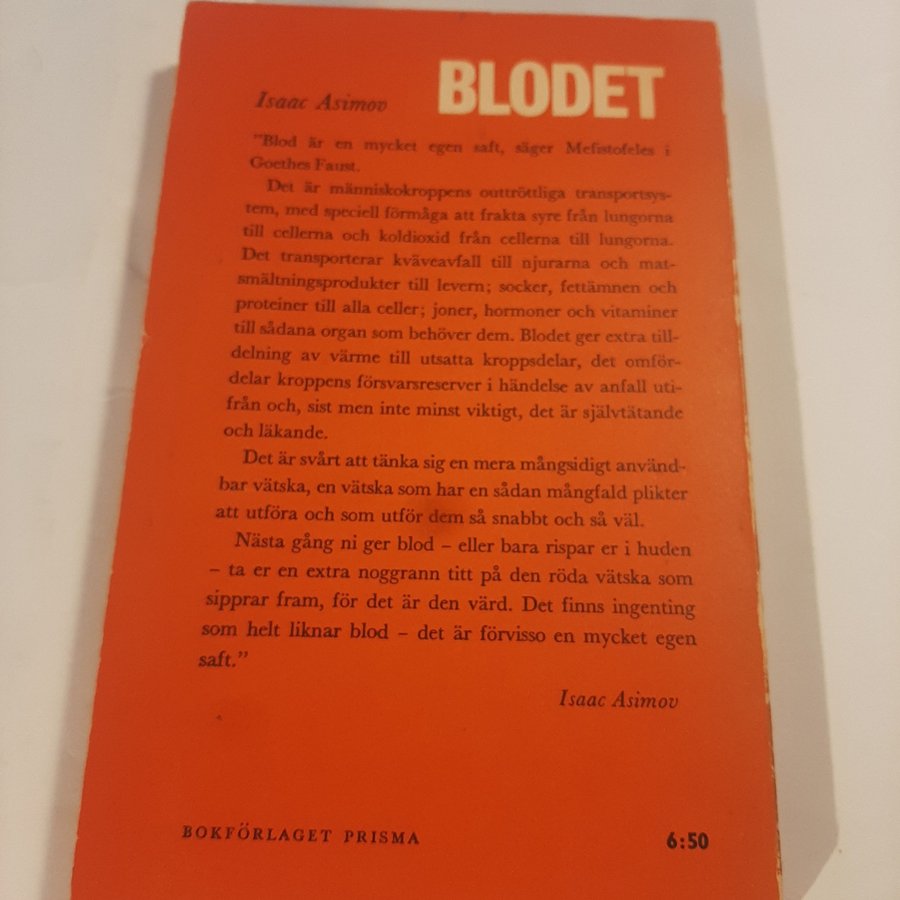 BLODET
Isaac Asimov
"Blod är en mycket egen saft, säger Mefistofeles i
Goethes Faust.
Det är människokroppens outtröttliga transportsys-
tem, med speciell förmåga att frakta syre från lungorna
till cellerna och koldioxid från cellerna till lungorna.
Det transporterar kväveavfall till njurarna och mat-
smältningsprodukter till levern; socker, fettämnen och
proteiner till alla celler; joner, hormoner och vitaminer
till sådana organ som behöver dem. Blodet ger extra till-
delning av värme till utsatta kroppsdelar, det omför-
delar kroppens försvarsreserver i händelse av anfall uti-
från och, sist men inte minst viktigt, det är självtätande
och läkande.
Det är svårt att tänka sig en mera mångsidigt använd-
bar vätska, en vätska som har en sådan mångfald plikter
att utföra och som utför dem så snabbt och så väl.
Nästa gång ni ger blod – eller bara rispar er i huden
– ta er en extra noggrann titt på den röda vätska som
sipprar fram, för det är den värd. Det finns ingenting
som helt liknar blod – det är förvisso en mycket egen
saft."
Isaac Asimov
BOKFÖRLAGET PRISMA
6:50